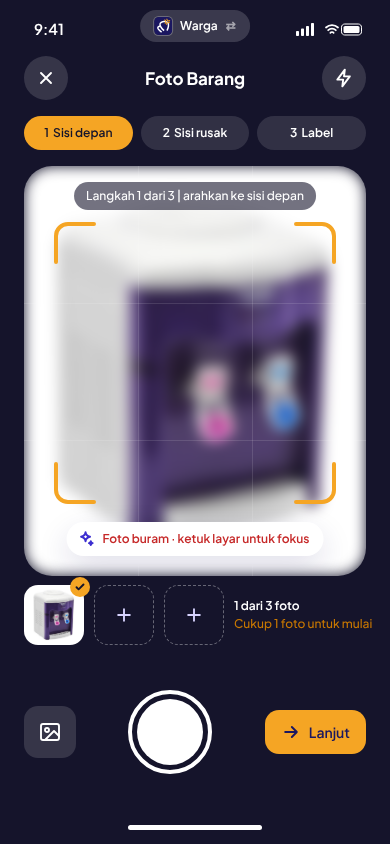 9:41
Warga
Foto Barang
1 Sisi depan
2 Sisi rusak
3 Label
Langkah 1 dari 3 | arahkan ke sisi depan
Foto buram · ketuk layar untuk fokus
1 dari 3 foto
Cukup 1 foto untuk mulai
Lanjut